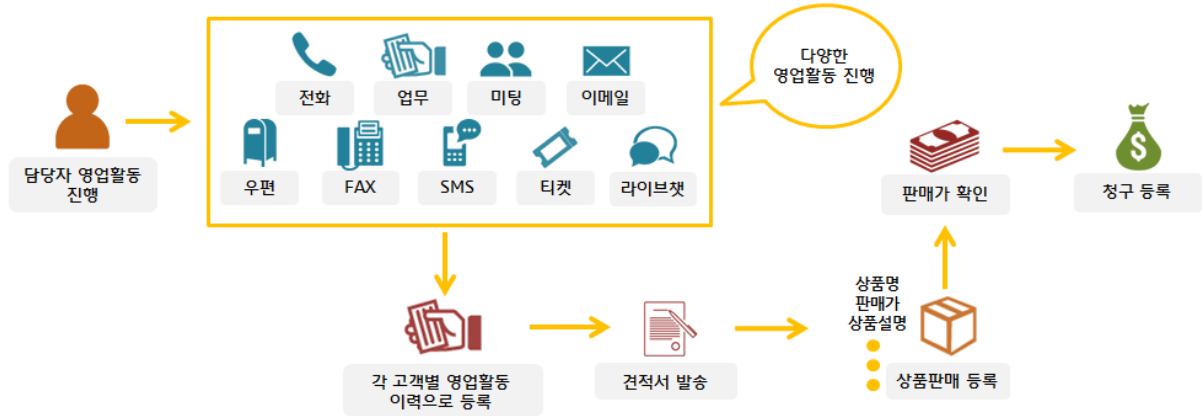 다양한
영업활동 진행
전화
업무
미팅
이메일
우편
FAX
SMS
티켓
라이브챗
담당자 영업활동
진행
각 고객별 영업활동
이력으로 등록
견적서 발송
상품명
판매가
상품설명
상품판매 등록
판매가 확인
청구 등록